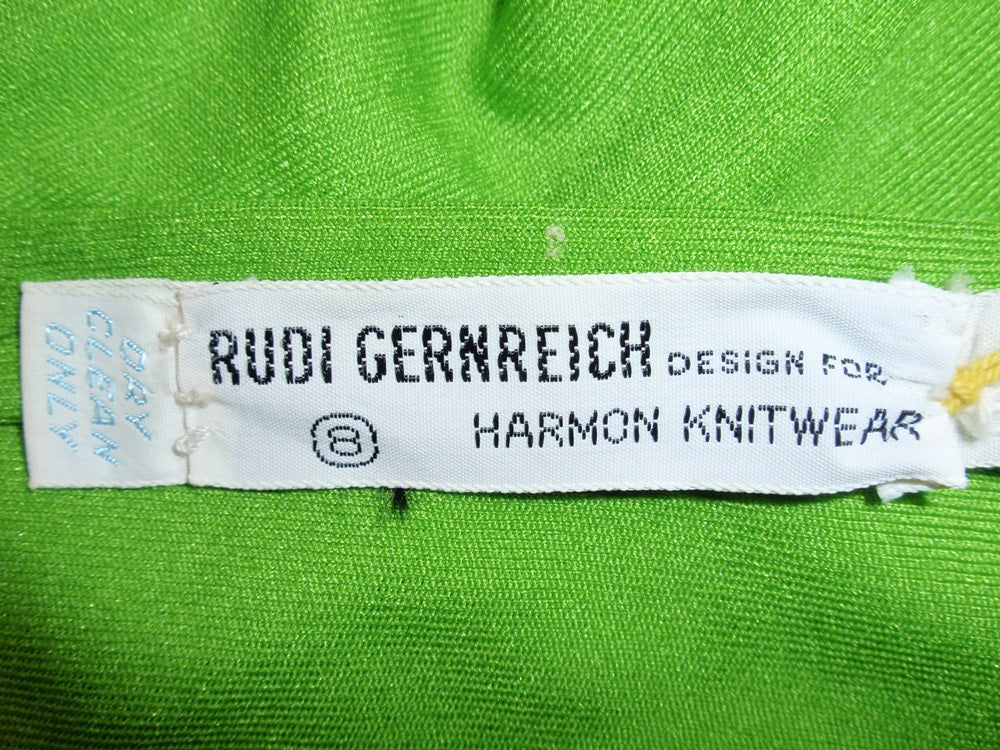 RUDI GERNREICH DESIGN FOR
HARMON KNITWEAR
8
DRY
CLEAN
ONLY